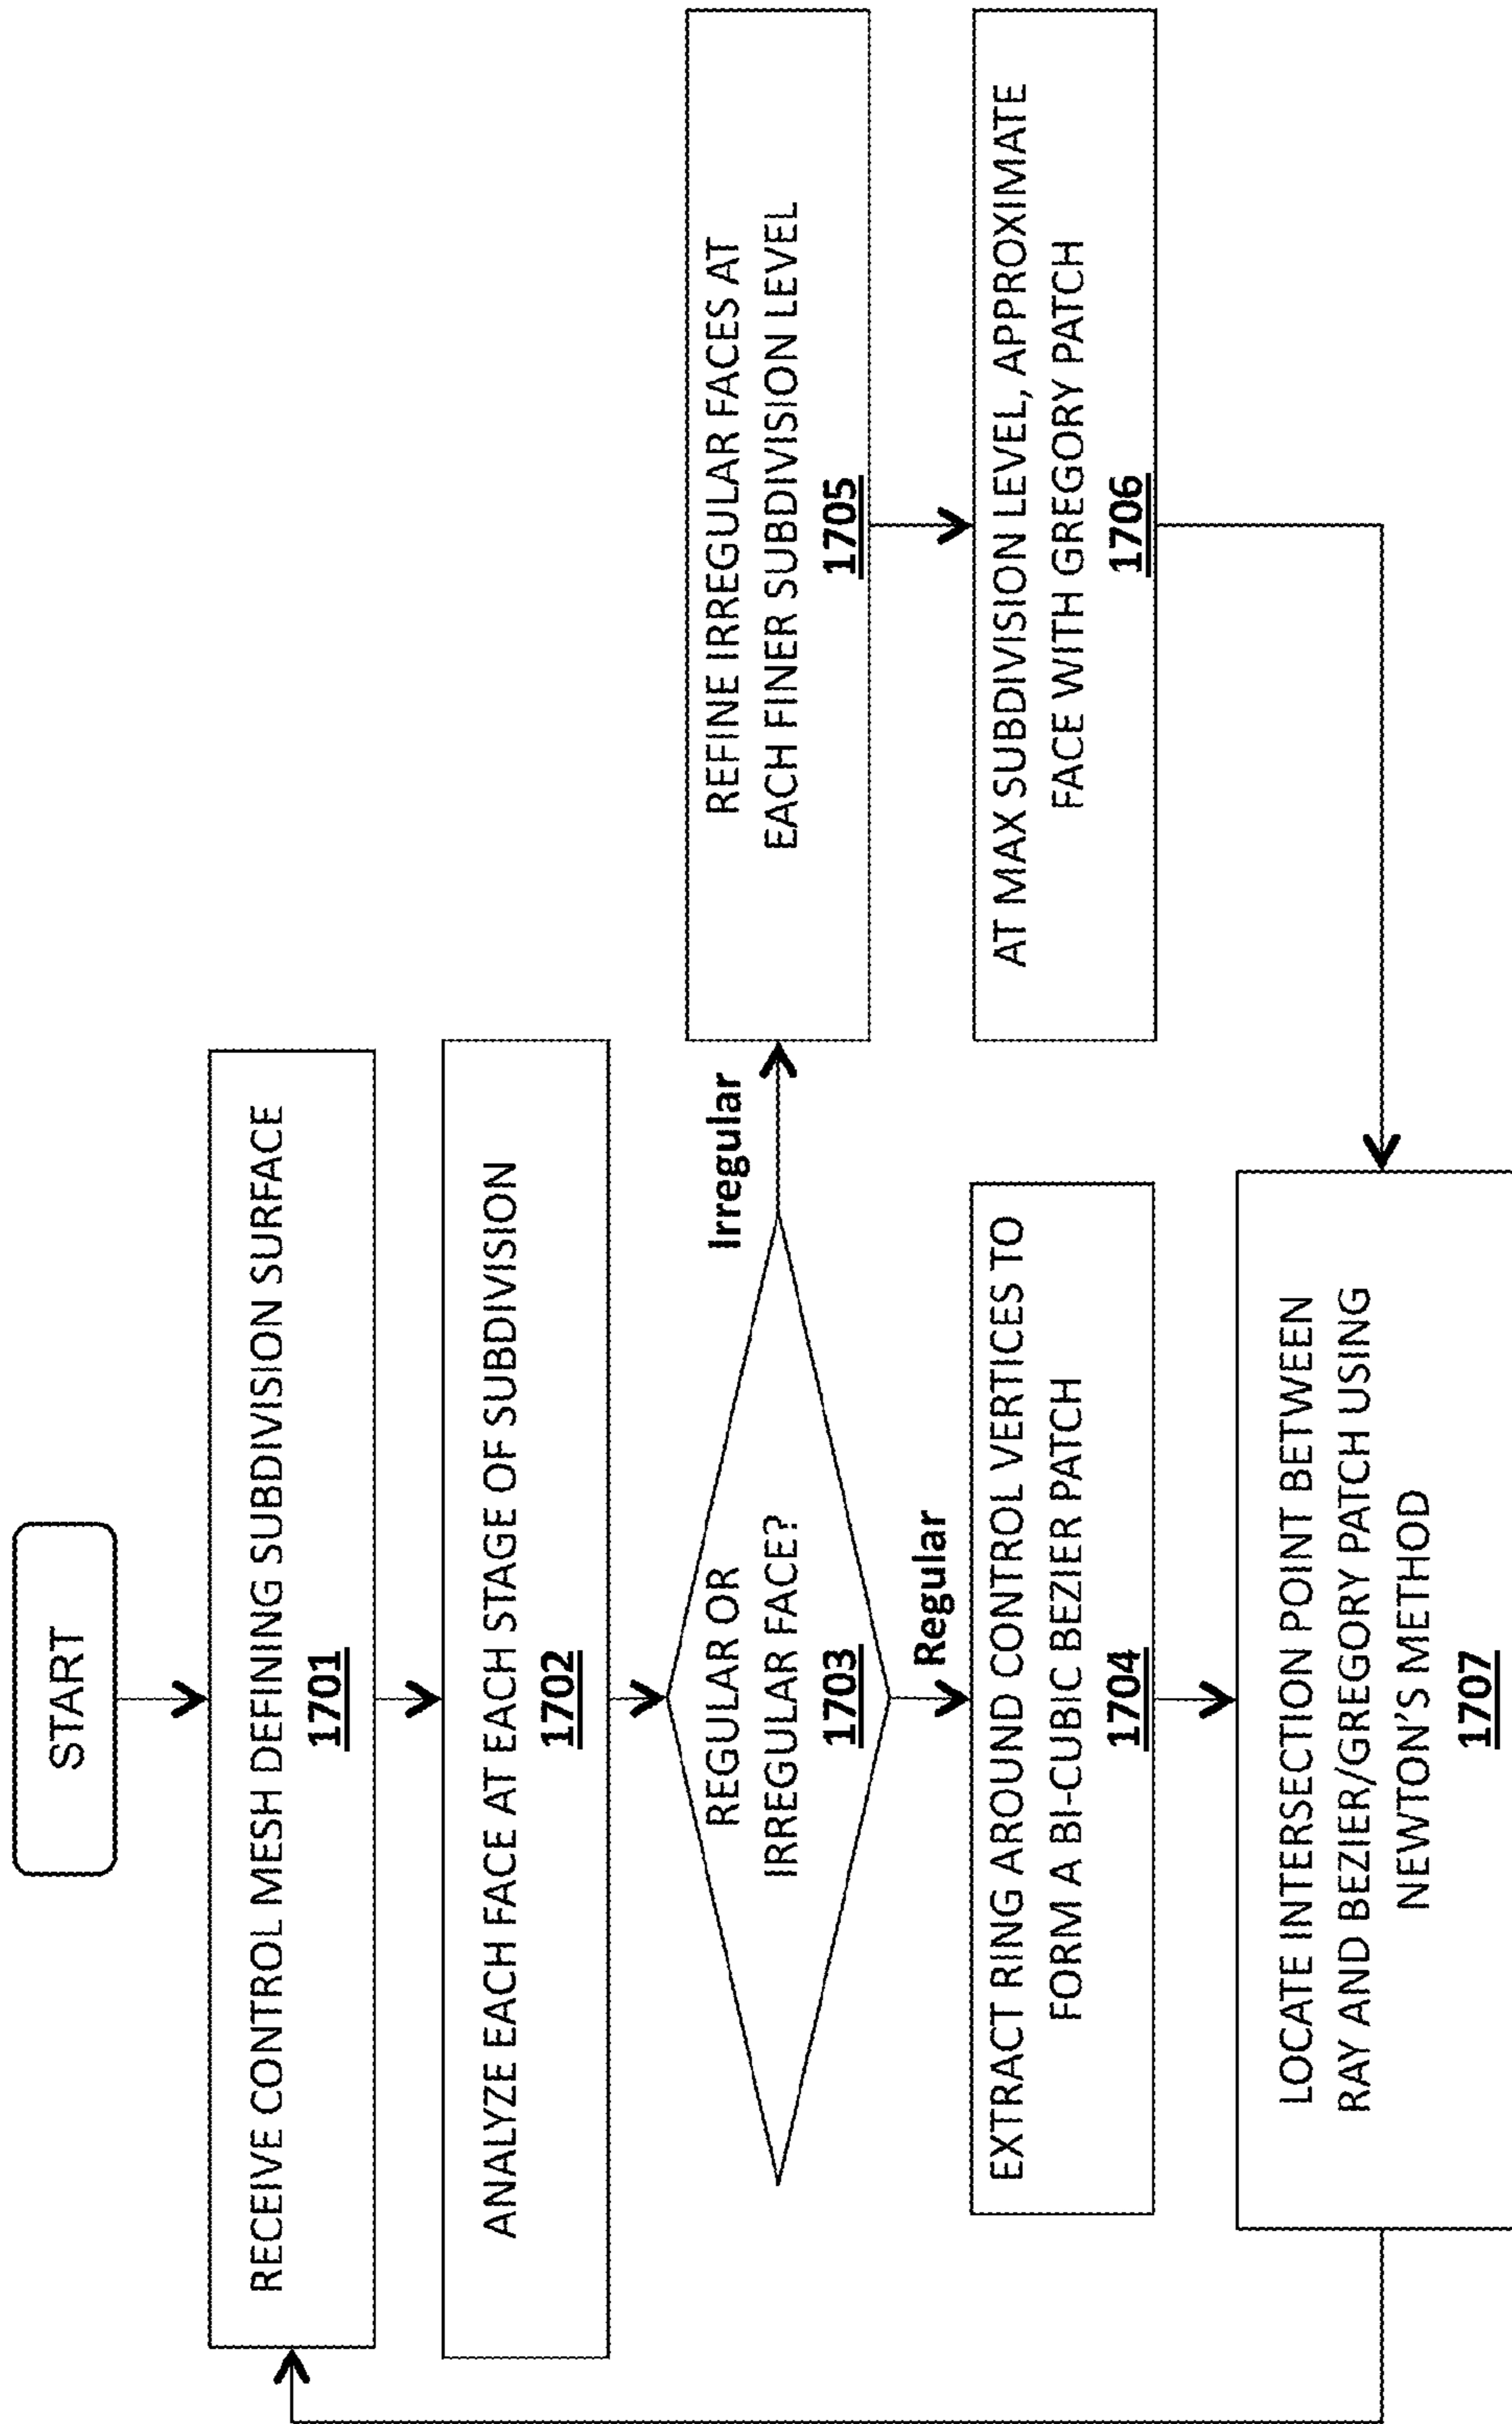 START
RECEIVE CONTROL MESH DEFINING SUBDIVISION SURFACE
1701
ANALYZE EACH FACE AT EACH STAGE OF SUBDIVISION
1702
REGULAR OR
IRREGULAR FACE?
1703
Irregular
REFINE IRREGULAR FACES AT
EACH FINER SUBDIVISION LEVEL
1705
Regular
EXTRACT RING AROUND CONTROL VERTICES TO
FORM A BI-CUBIC BEZIER PATCH
1704
AT MAX SUBDIVISION LEVEL, APPROXIMATE
FACE WITH GREGORY PATCH
1706
LOCATE INTERSECTION POINT BETWEEN
RAY AND BEZIER/GREGORY PATCH USING
NEWTON'S METHOD
1707